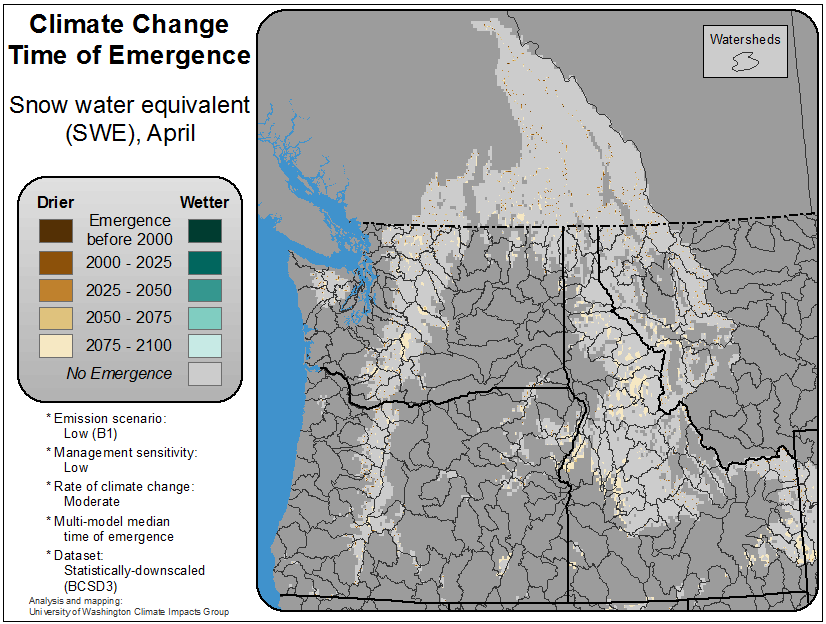 Climate Change
Time of Emergence
Snow water equivalent
(SWE), April
Drier
Wetter
Emergence
before 2000
2000 - 2025
2025 - 2050
2050 - 2075
2075 - 2100
No Emergence
* Emission scenario:
Low (B1)
* Management sensitivity:
Low
* Rate of climate change:
Moderate
* Multi-model median
time of emergence
* Dataset:
Statistically-downscaled
(BCSD3)
Analysis and mapping:
University of Washington Climate Impacts Group
Watersheds